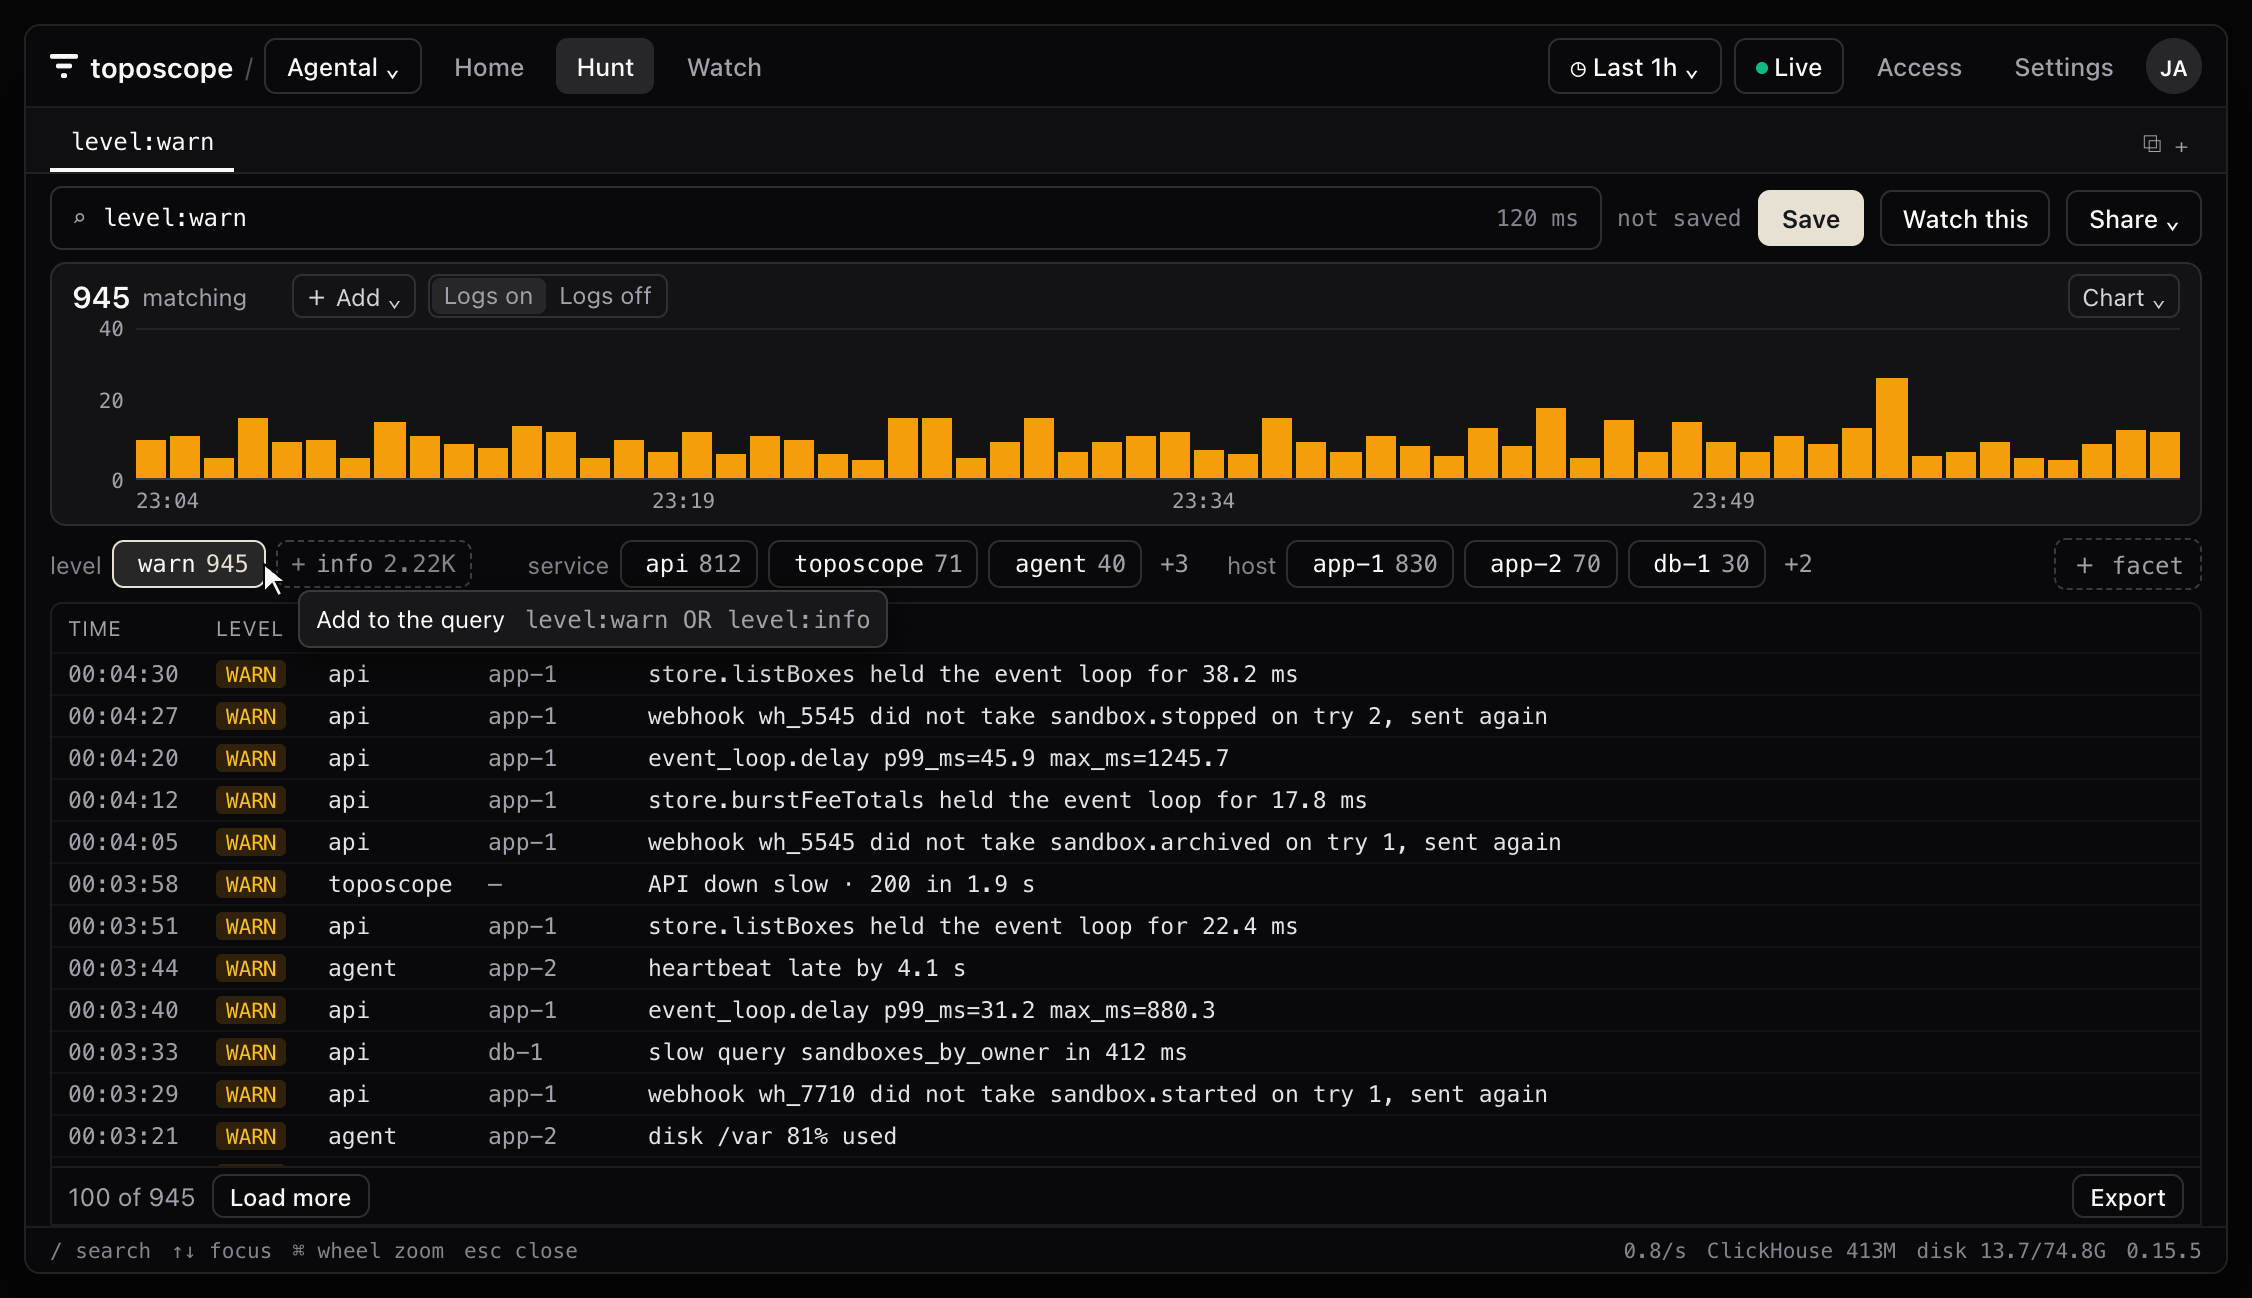 toposcope / Agental Home Hunt Watch Last 1h Live Access Settings JA
level:warn +
level:warn 120 ms not saved Save Watch this Share
945 matching + Add Logs on Logs off Chart
40
20
0
23:04 23:19 23:34 23:49
level warn 945 + info 2.22K service api 812 toposcope 71 agent 40 +3 host app-1 830 app-2 70 db-1 30 +2 + facet
Add to the query level:warn OR level:info
TIME LEVEL
00:04:30 WARN api app-1 store.listBoxes held the event loop for 38.2 ms
00:04:27 WARN api app-1 webhook wh_5545 did not take sandbox.stopped on try 2, sent again
00:04:20 WARN api app-1 event_loop.delay p99_ms=45.9 max_ms=1245.7
00:04:12 WARN api app-1 store.burstFeeTotals held the event loop for 17.8 ms
00:04:05 WARN api app-1 webhook wh_5545 did not take sandbox.archived on try 1, sent again
00:03:58 WARN toposcope — API down slow · 200 in 1.9 s
00:03:51 WARN api app-1 store.listBoxes held the event loop for 22.4 ms
00:03:44 WARN agent app-2 heartbeat late by 4.1 s
00:03:40 WARN api app-1 event_loop.delay p99_ms=31.2 max_ms=880.3
00:03:33 WARN api db-1 slow query sandboxes_by_owner in 412 ms
00:03:29 WARN api app-1 webhook wh_7710 did not take sandbox.started on try 1, sent again
00:03:21 WARN agent app-2 disk /var 81% used
100 of 945 Load more Export
/ search ↑↓ focus ⌘ wheel zoom esc close 0.8/s ClickHouse 413M disk 13.7/74.8G 0.15.5